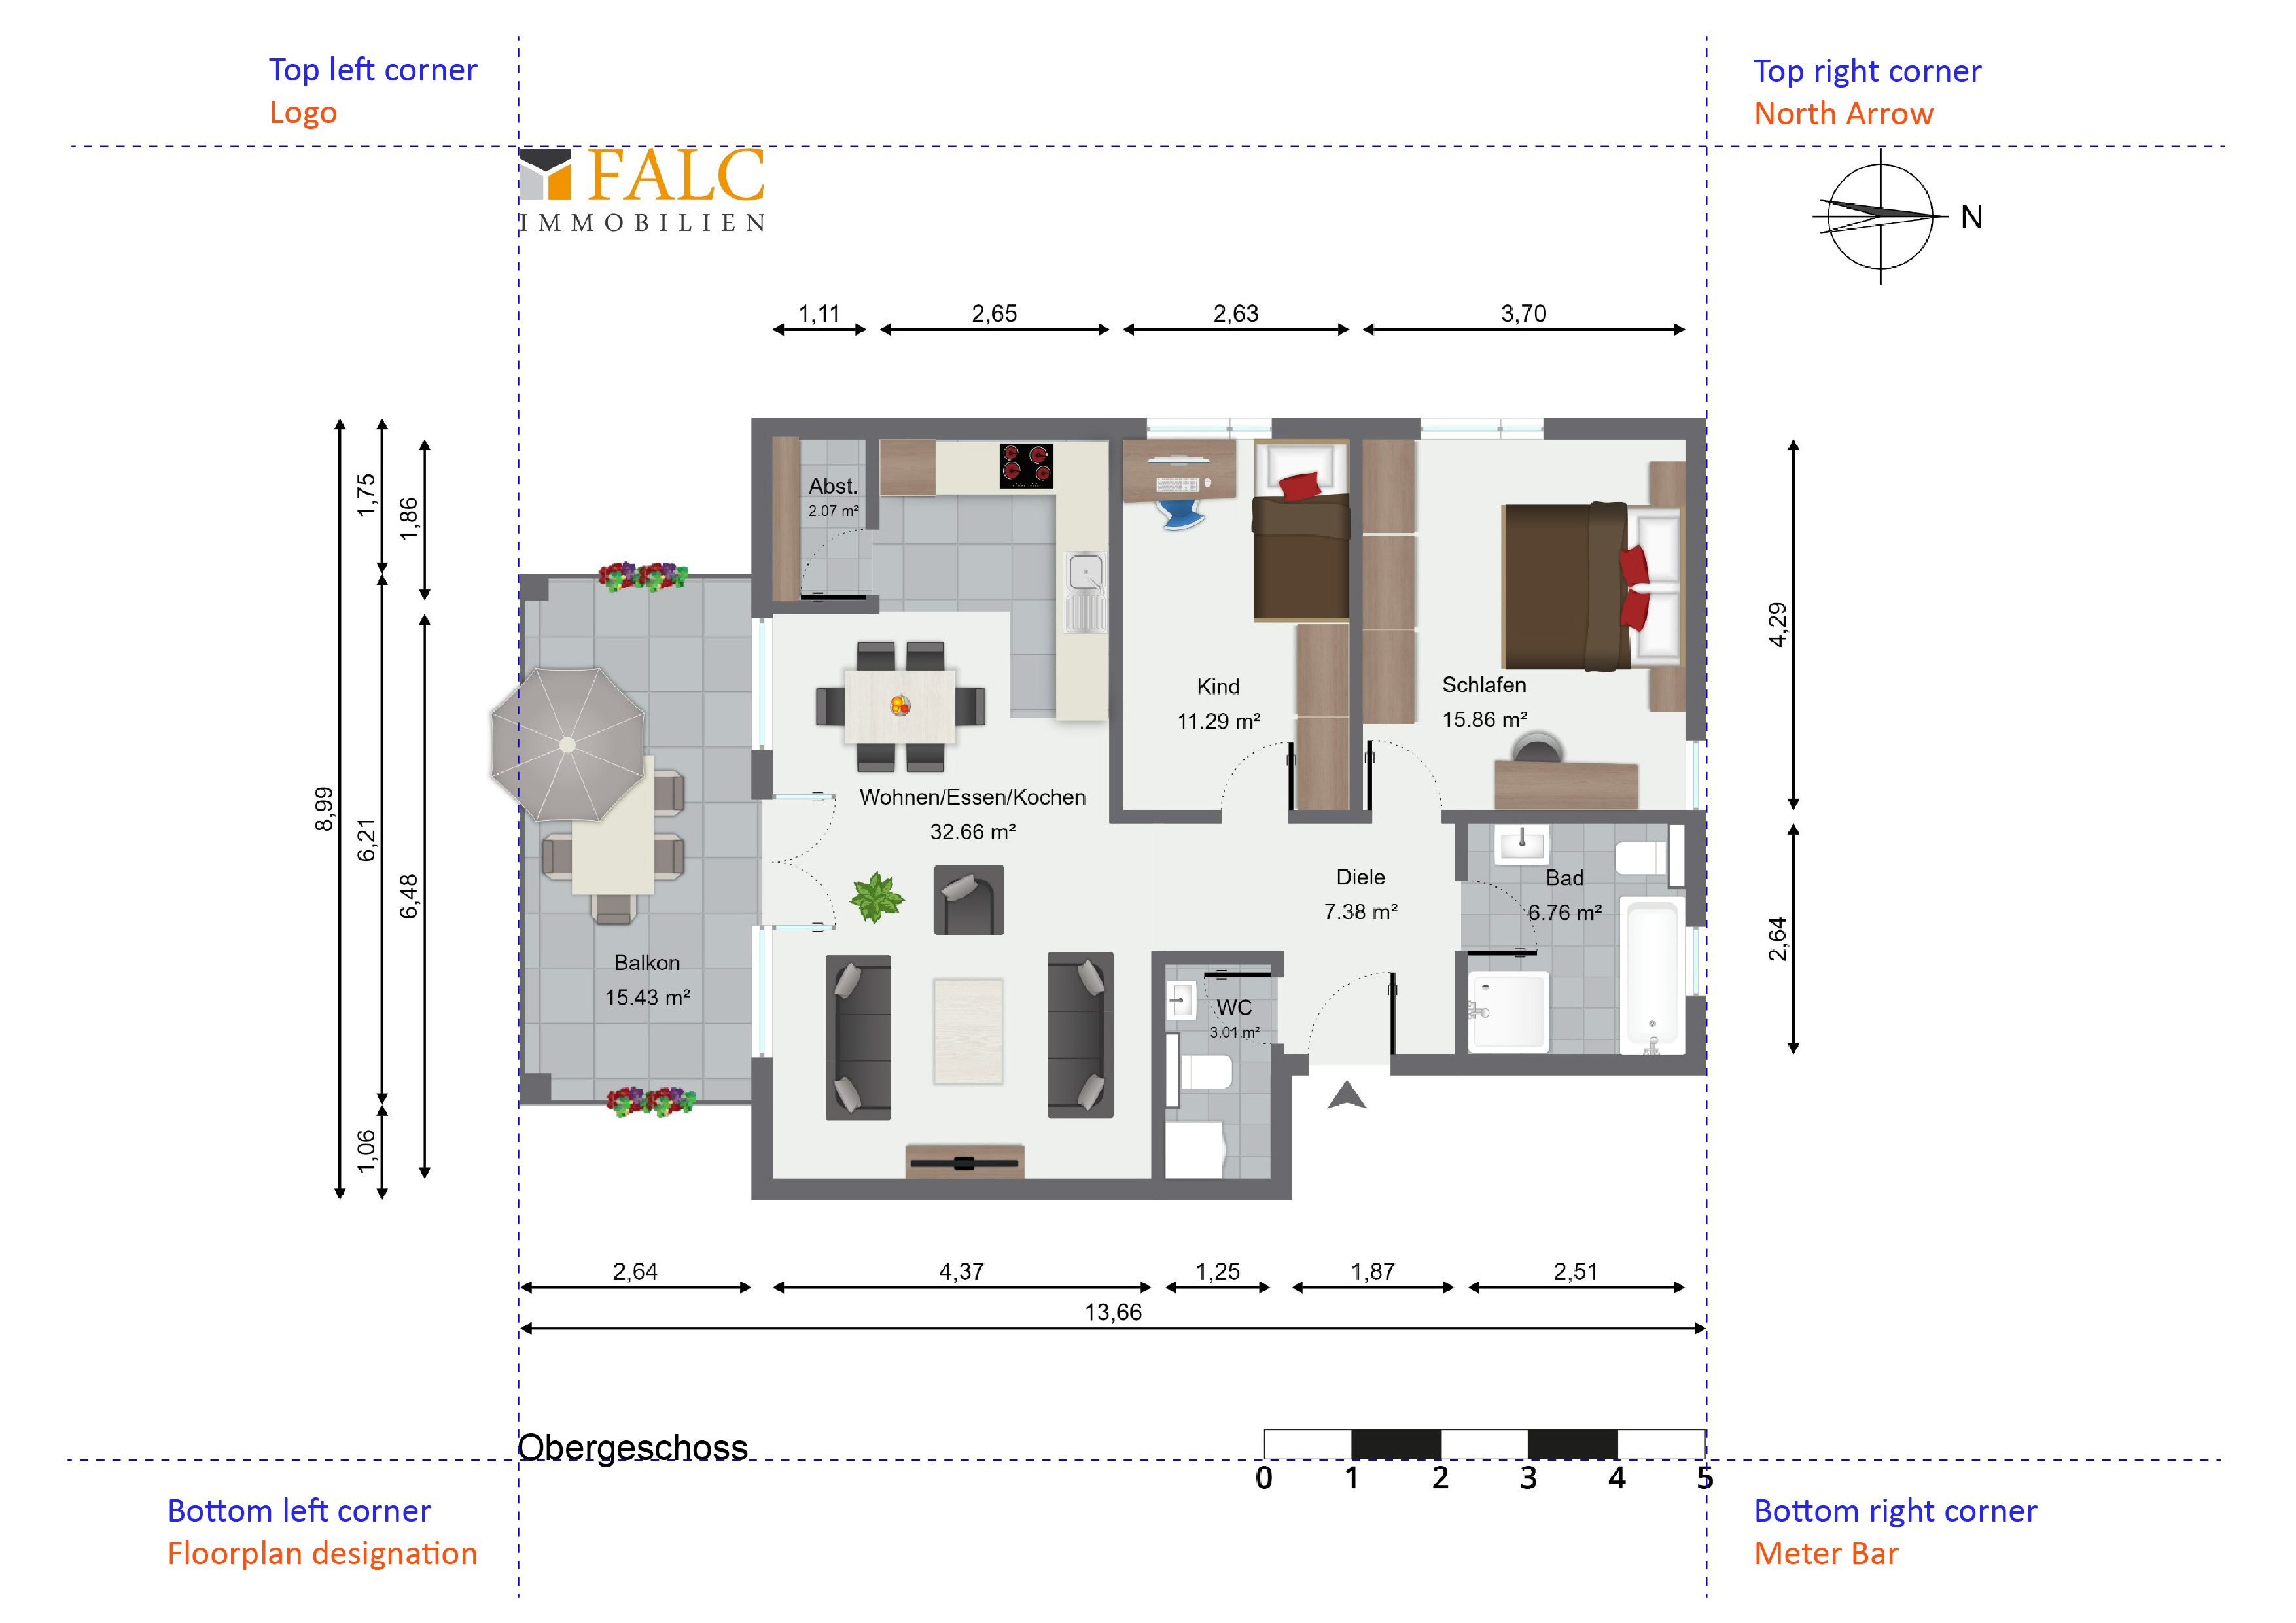 Top left corner
Logo
Top right corner
North Arrow
FALC
IMMOBILIEN
N
1,11
2,65
2,63
3,70
1,75
1,86
8,99
6,21
6,48
1,06
4,29
2,64
Abst.
2.07 m²
Kind
11.29 m²
Schlafen
15.86 m²
Wohnen/Essen/Kochen
32.66 m²
Diele
7.38 m²
Bad
6.76 m²
Balkon
15.43 m²
WC
3.01 m²
2,64
4,37
1,25
1,87
2,51
13,66
Obergeschoss
0 1 2 3 4 5
Bottom left corner
Floorplan designation
Bottom right corner
Meter Bar